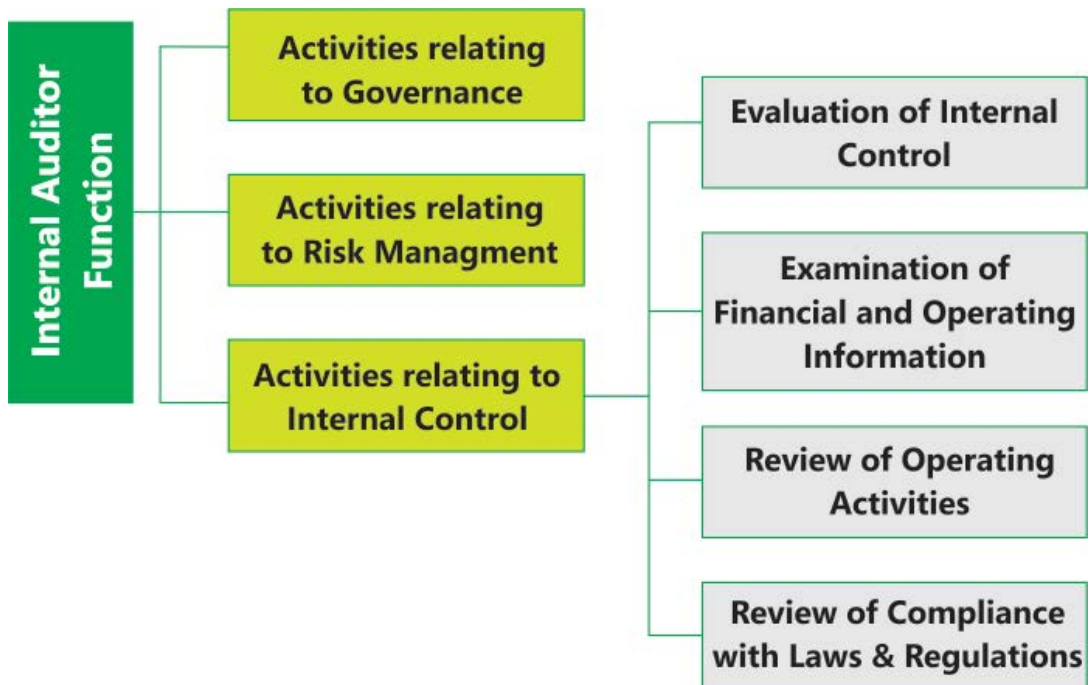 Internal Auditor
Function
Activities relating
to Governance
Activities relating
to Risk Managment
Activities relating to
Internal Control
Evaluation of Internal
Control
Examination of
Financial and Operating
Information
Review of Operating
Activities
Review of Compliance
with Laws & Regulations